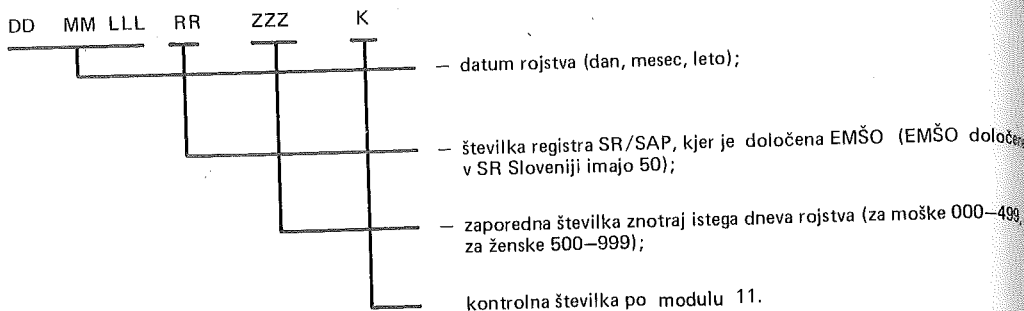 DD MM LLL RR ZZZ K
— datum rojstva (dan, mesec, leto);
— številka registra SR/SAP, kjer je določena EMŠO (EMŠO
v SR Sloveniji imajo 50);
— zaporedna številka znotraj istega dneva rojstva (za moške 000—499,
za ženske 500—999);
kontrolna številka po modulu 11.